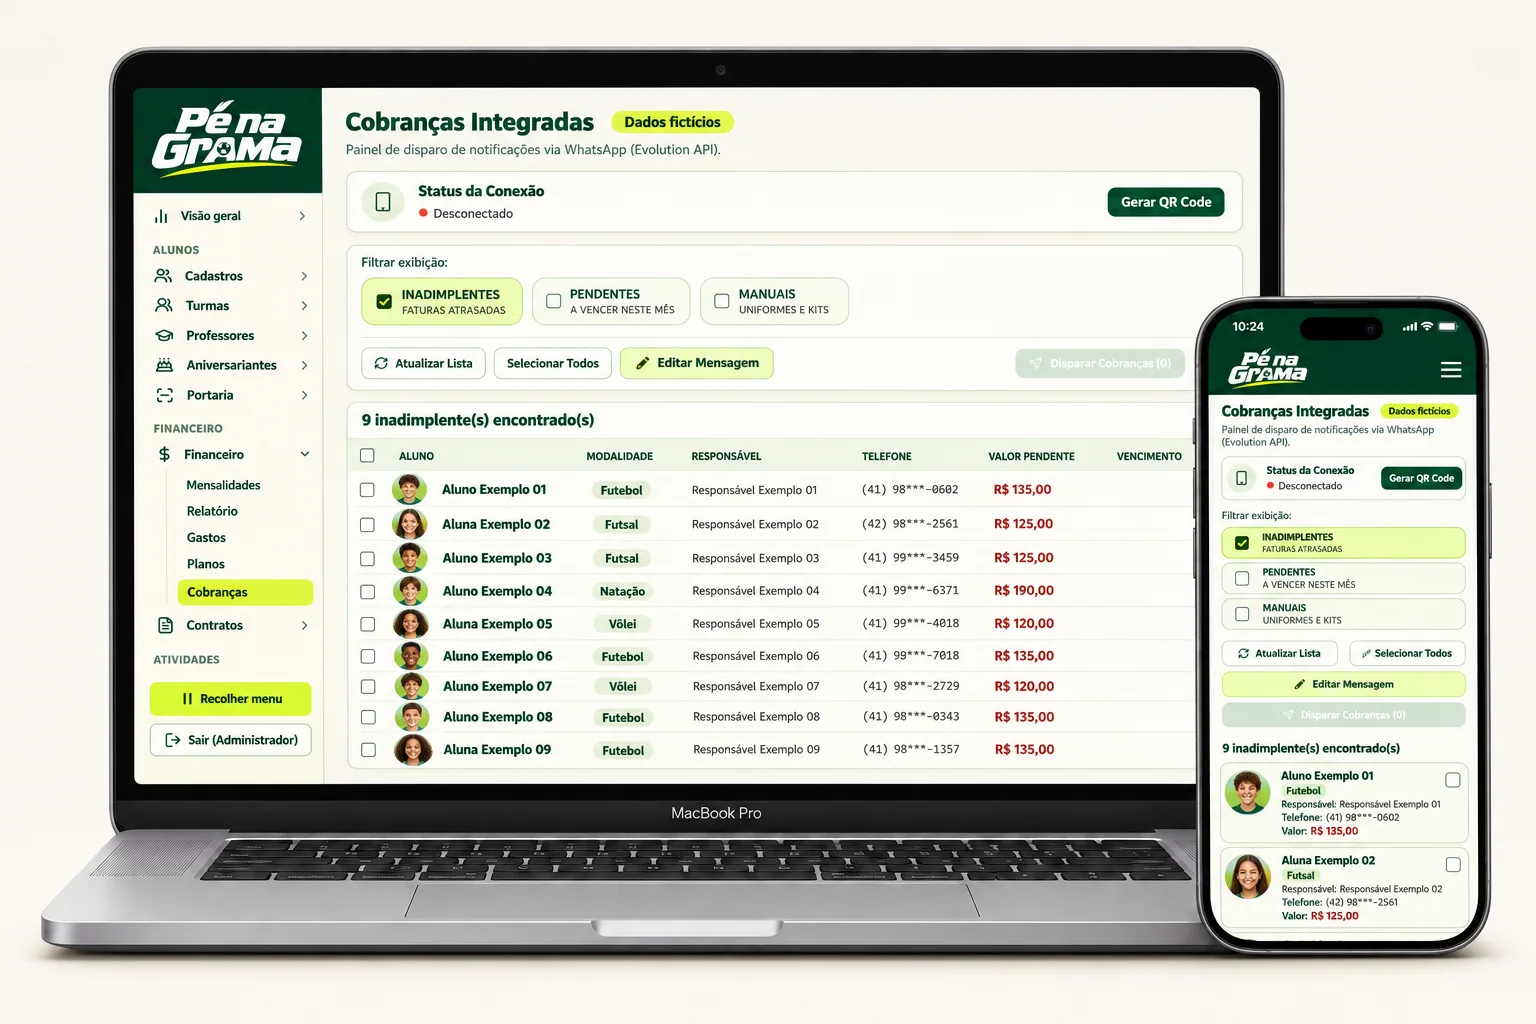 Pé na
GRAMA
Visão geral
ALUNOS
Cadastros
Turmas
Professores
Aniversariantes
Portaria
FINANCEIRO
Financeiro
Mensalidades
Relatório
Gastos
Planos
Cobranças
Contratos
ATIVIDADES
Recolher menu
Sair (Administrador)
Cobranças Integradas Dados fictícios
Painel de disparo de notificações via WhatsApp (Evolution API).
Status da Conexão
Desconectado
Gerar QR Code
Filtrar exibição:
INADIMPLENTES
FATURAS ATRASADAS
PENDENTES
A VENCER NESTE MÊS
MANUAIS
UNIFORMES E KITS
Atualizar Lista Selecionar Todos Editar Mensagem Disparar Cobranças (0)
9 inadimplente(s) encontrado(s)
ALUNO MODALIDADE RESPONSÁVEL TELEFONE VALOR PENDENTE VENCIMENTO
Aluno Exemplo 01 Futebol Responsável Exemplo 01 (41) 98***-0602 R$ 135,00
Aluna Exemplo 02 Futsal Responsável Exemplo 02 (42) 98***-2561 R$ 125,00
Aluno Exemplo 03 Futsal Responsável Exemplo 03 (41) 99***-3459 R$ 125,00
Aluno Exemplo 04 Natação Responsável Exemplo 04 (41) 99***-6371 R$ 190,00
Aluna Exemplo 05 Vôlei Responsável Exemplo 05 (41) 99***-4018 R$ 120,00
Aluno Exemplo 06 Futebol Responsável Exemplo 06 (41) 99***-7018 R$ 135,00
Aluno Exemplo 07 Vôlei Responsável Exemplo 07 (41) 98***-2729 R$ 120,00
Aluno Exemplo 08 Futebol Responsável Exemplo 08 (41) 98***-0343 R$ 135,00
Aluna Exemplo 09 Futebol Responsável Exemplo 09 (41) 98***-1357 R$ 135,00
MacBook Pro
10:24
Pé na
GRAMA
Cobranças Integradas Dados fictícios
Painel de disparo de notificações via WhatsApp
(Evolution API).
Status da Conexão
Desconectado
Gerar QR Code
Filtrar exibição:
INADIMPLENTES
FATURAS ATRASADAS
PENDENTES
A VENCER NESTE MÊS
MANUAIS
UNIFORMES E KITS
Atualizar Lista Selecionar Todos
Editar Mensagem
Disparar Cobranças (0)
9 inadimplente(s) encontrado(s)
Aluno Exemplo 01
Futebol
Responsável: Responsável Exemplo 01
Telefone: (41) 98***-0602
Valor: R$ 135,00
Aluna Exemplo 02
Futsal
Responsável: Responsável Exemplo 02
Telefone: (42) 98***-2561
Valor: R$ 125,00